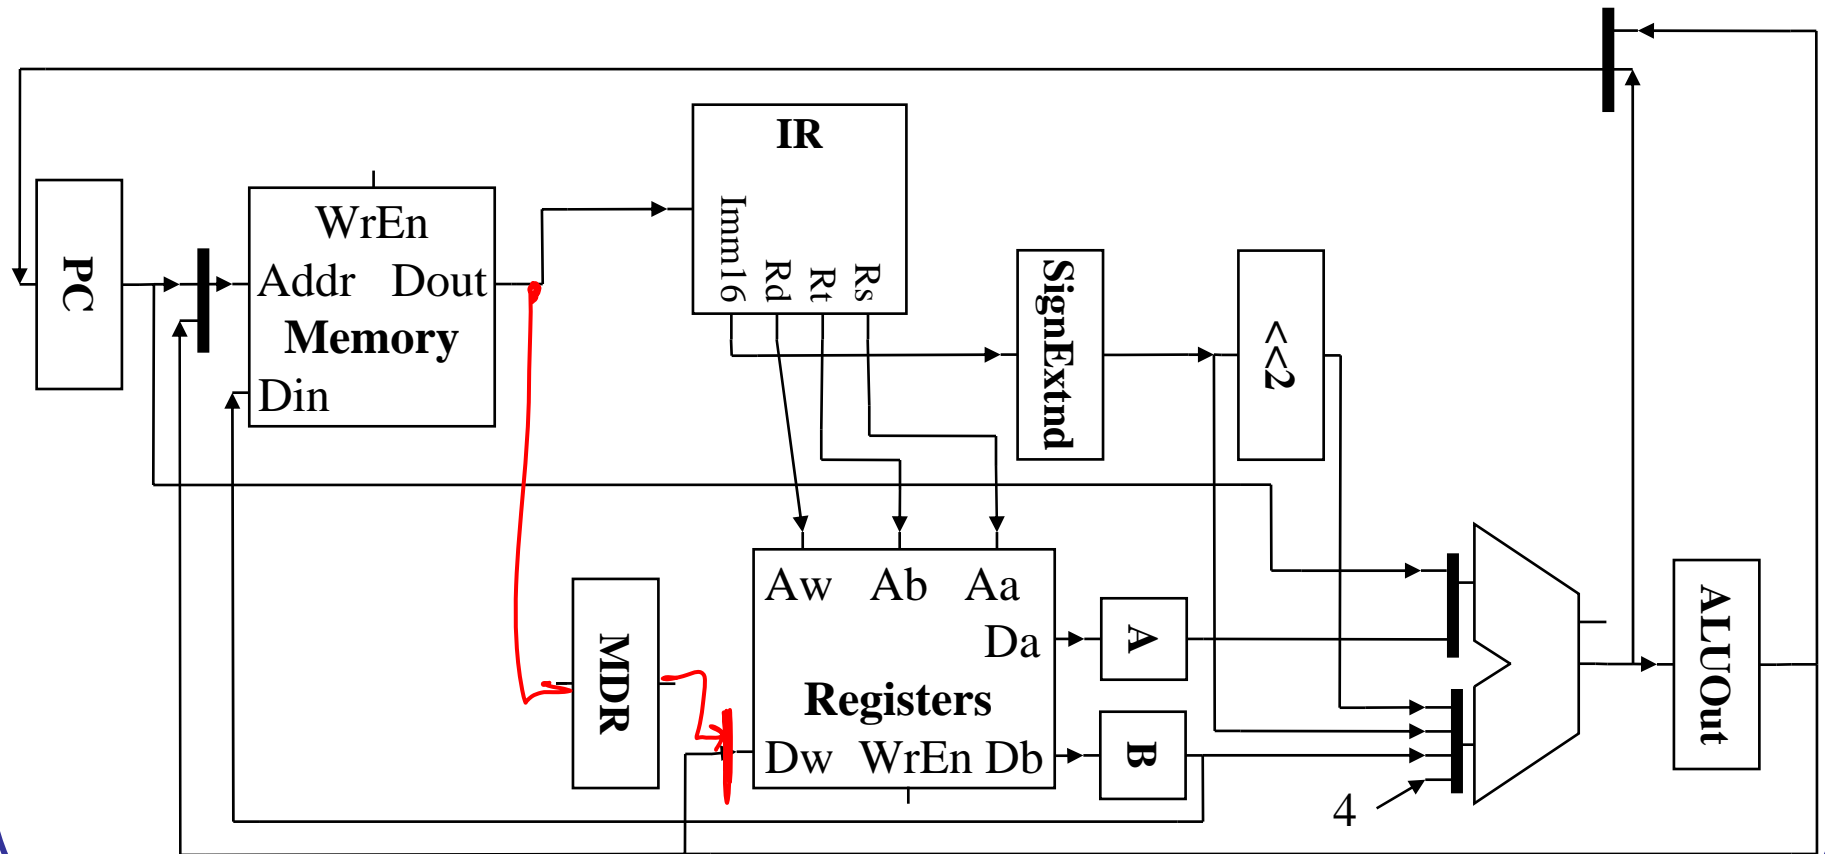 IR
Imm16
Rd
Rt
Rs
PC
WrEn
Addr Dout
Memory
Din
SignExtnd
<<2
MDR
Aw Ab Aa
Da
Registers
Dw WrEn Db
A
B
4
ALUOut